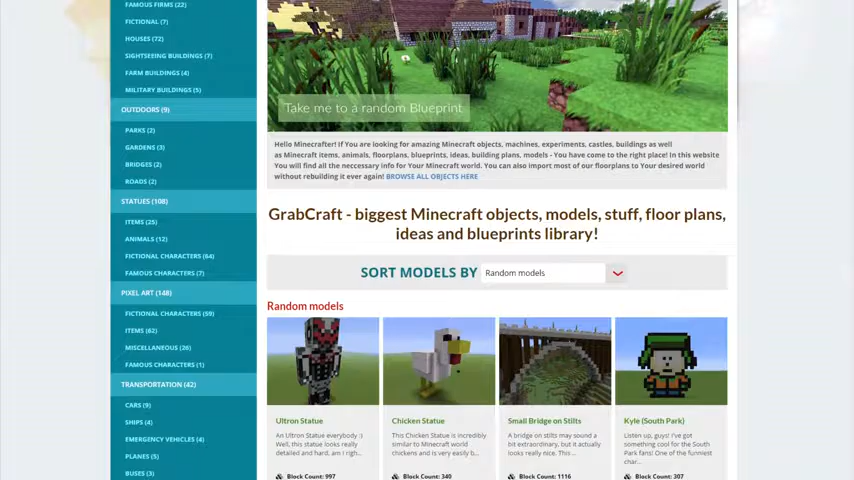 FAMOUS FIRMS (22)
FICTIONAL (7)
HOUSES (72)
SIGHTSEEING BUILDINGS (7)
FARM BUILDINGS (4)
MILITARY BUILDINGS (5)
OUTDOORS (9)
PARKS (2)
GARDENS (3)
BRIDGES (2)
ROADS (2)
STATUES (108)
ITEMS (25)
ANIMALS (12)
FICTIONAL CHARACTERS (64)
FAMOUS CHARACTERS (7)
PIXEL ART (148)
FICTIONAL CHARACTERS (59)
ITEMS (62)
MISCELLANEOUS (26)
FAMOUS CHARACTERS (1)
TRANSPORTATION (42)
CARS (9)
SHIPS (4)
EMERGENCY VEHICLES (4)
PLANES (5)
BUSES (3)
Take me to a random Blueprint
Hello Minecrafter! If You are looking for amazing Minecraft objects, machines, experiments, castles, buildings as well
as Minecraft items, animals, floorplans, blueprints, ideas, building plans, models - You have come to the right place! In this website
You will find all the neccessary info for Your Minecraft world. You can also import most of our floorplans to Your desired world
without rebuilding it ever again! BROWSE ALL OBJECTS HERE
GrabCraft - biggest Minecraft objects, models, stuff, floor plans,
ideas and blueprints library!
SORT MODELS BY Random models
Random models
Ultron Statue
An Ultron Statue everybody :)
Well, this statue looks really
detailed and hard, am I righ...
Block Count: 997
Chicken Statue
This Chicken Statue is incredibly
similar to Minecraft world
chickens and is very easily b...
Block Count: 340
Small Bridge on Stilts
A bridge on stilts may sound a
bit extraordinary, but it actually
looks really nice. This...
Block Count: 1116
Kyle (South Park)
Listen up, guys! I've got
something cool for the South
Park fans! One of the funniest
char...
Block Count: 307